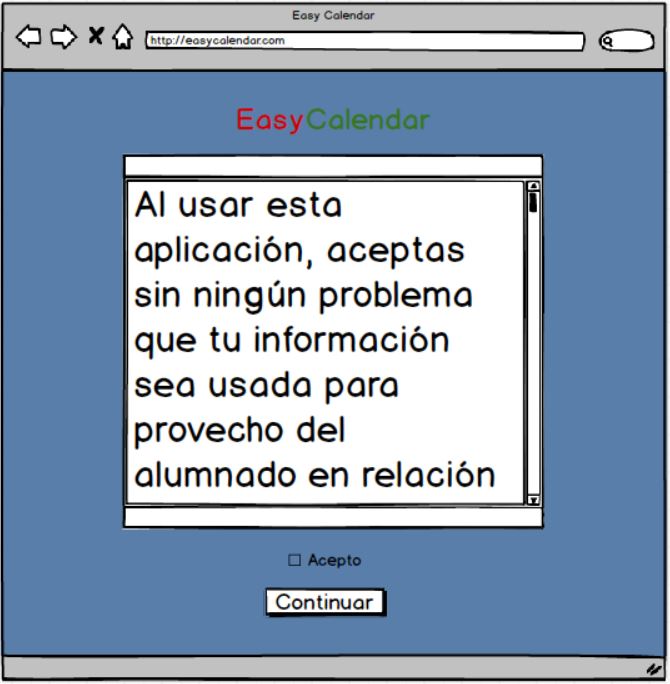 Easy Calendar
http://easycalendar.com
EasyCalendar
Al usar esta
aplicación, aceptas
sin ningún problema
que tu información
sea usada para
provecho del
alumnado en relación
Acepto
Continuar